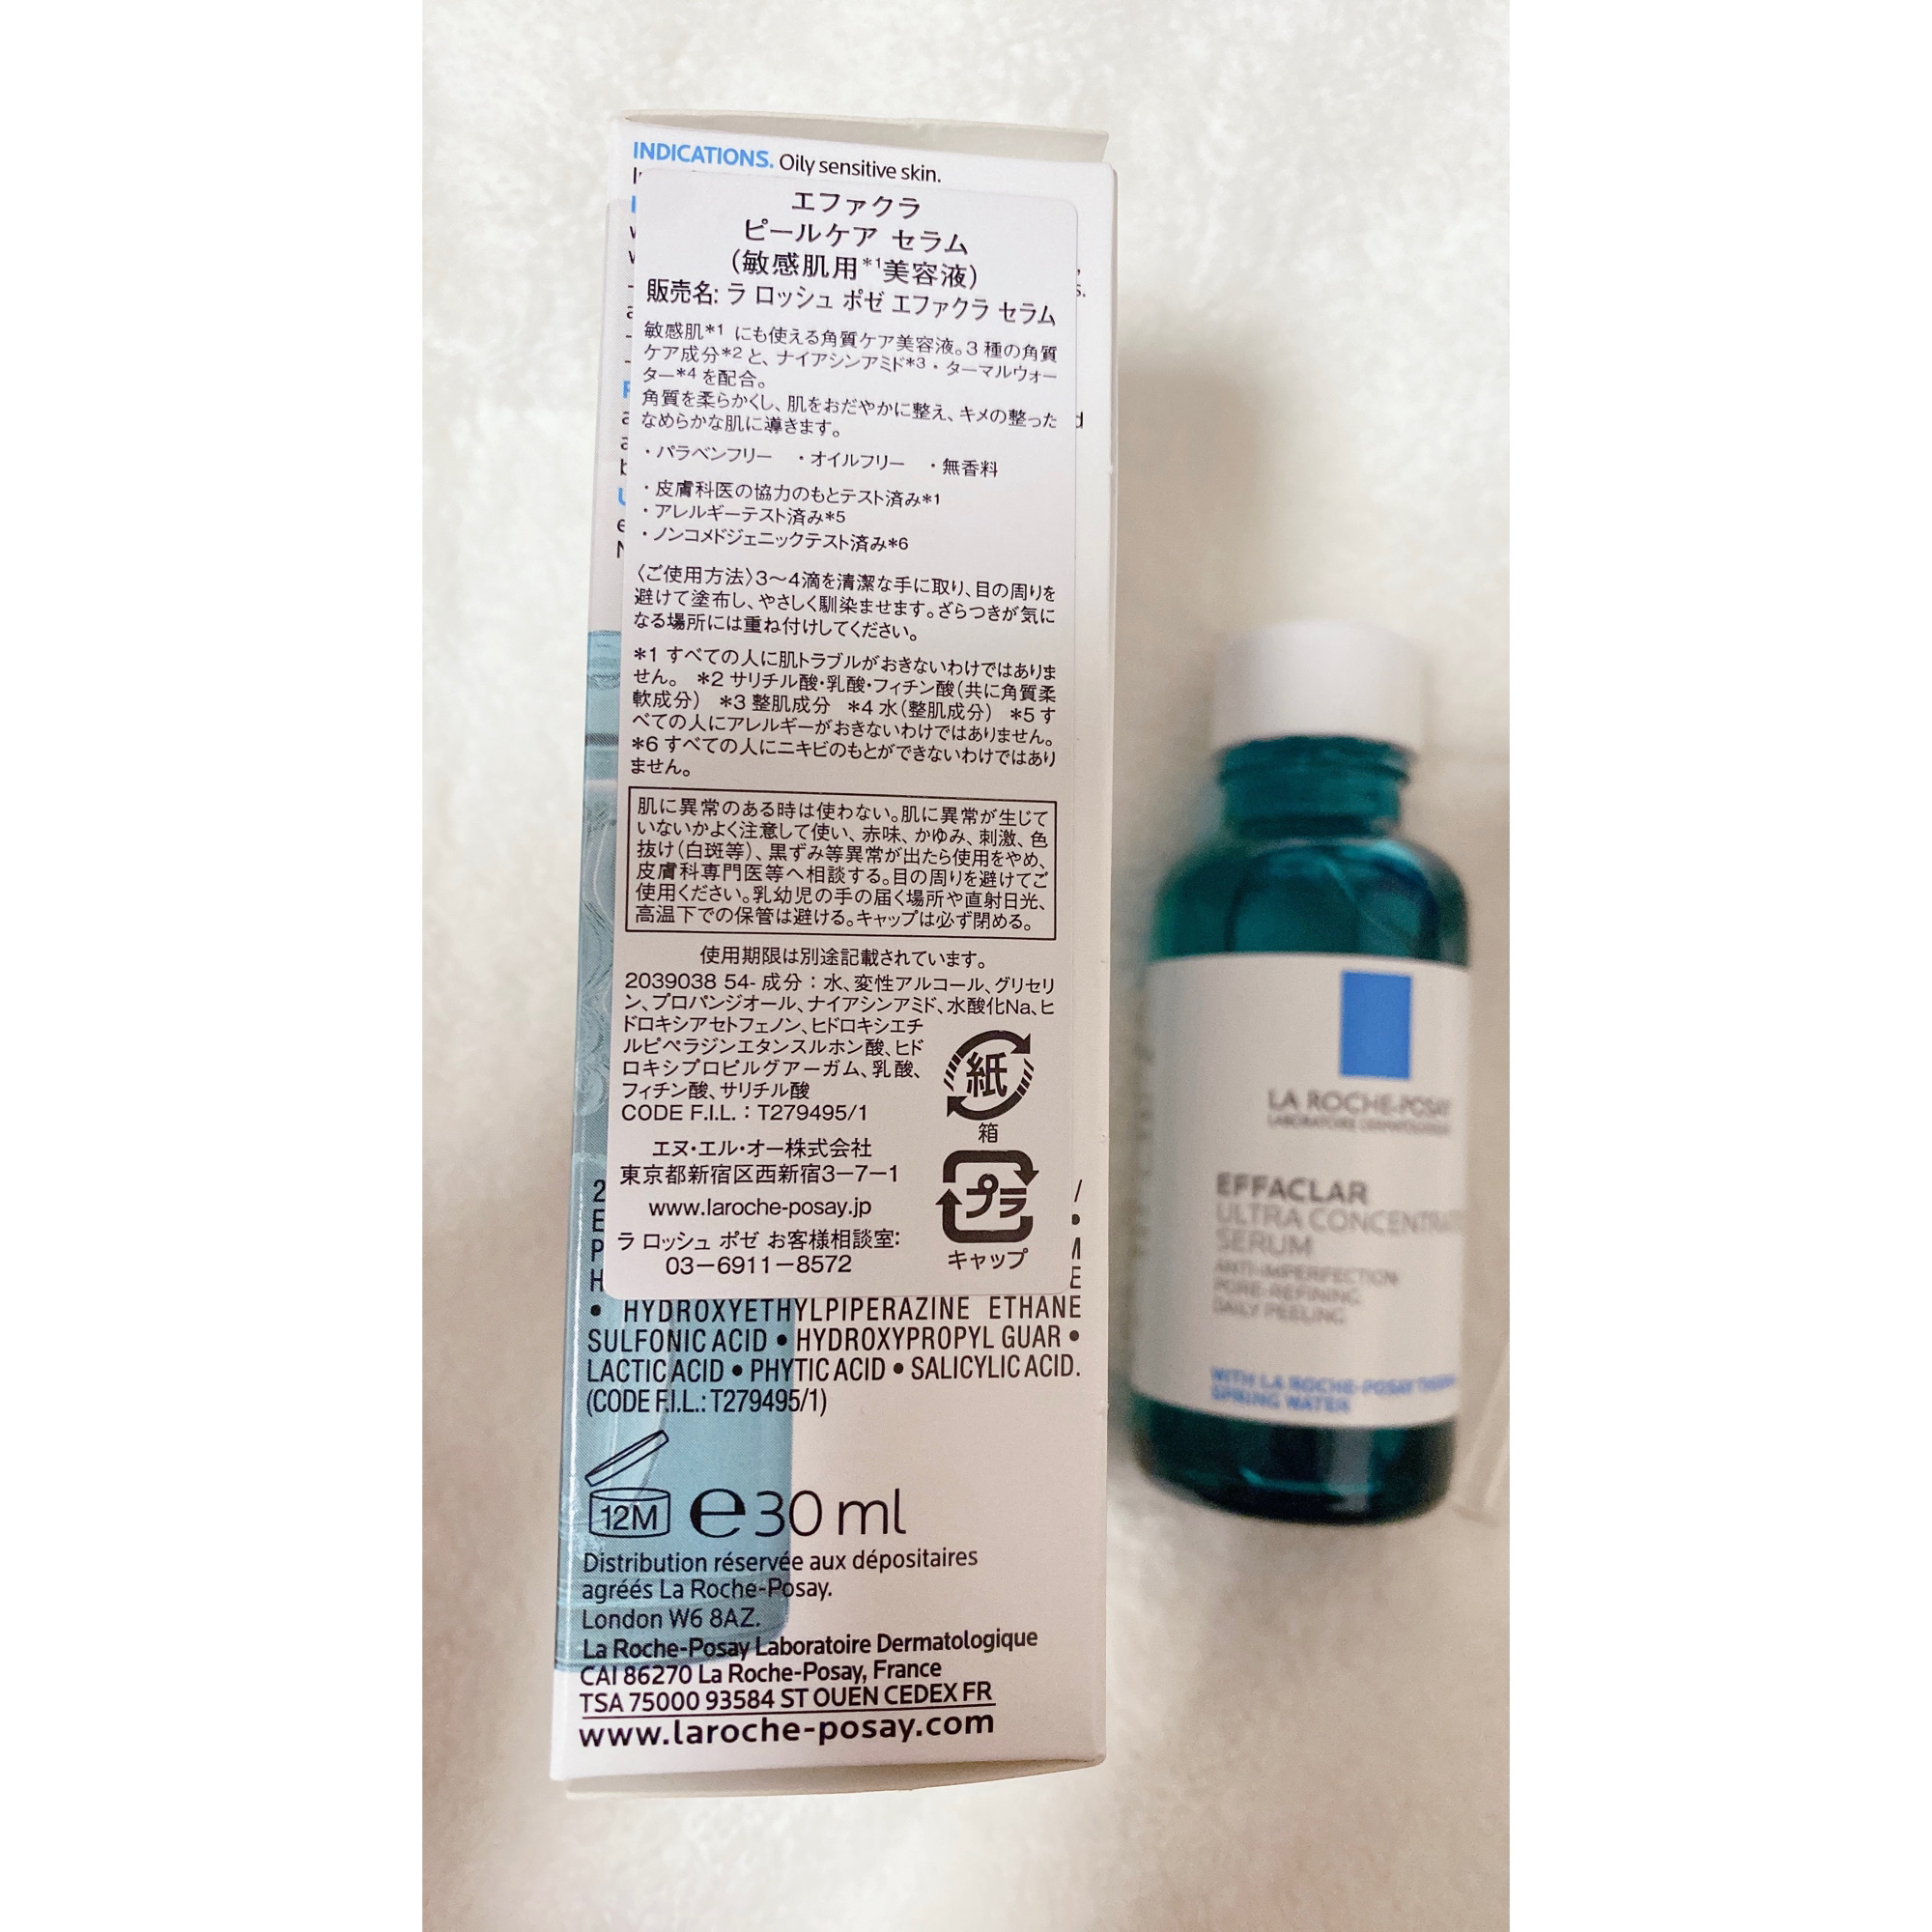 INDICATIONS. Oily sensitive skin.
エファクラ
ピールケア セラム
(敏感肌用*1美容液)
販売名: ラ ロッシュ ポゼ エファクラ セラム
敏感肌*1 にも使える角質ケア美容液。3 種の角質
ケア成分*2 と、ナイアシンアミド*3・ターマルウォー
ター*4 を配合。
角質を柔らかくし、肌をおだやかに整え、キメの整った
なめらかな肌に導きます。
・パラベンフリー ・オイルフリー ・無香料
・皮膚科医の協力のもとテスト済み*1
・アレルギーテスト済み*5
・ノンコメドジェニックテスト済み*6
〈ご使用方法〉3〜4滴を清潔な手に取り、目の周りを
避けて塗布し、やさしく馴染ませます。ざらつきが気に
なる場所には重ね付けしてください。
*1 すべての人に肌トラブルがおきないわけではありま
せん。 *2 サリチル酸・乳酸・フィチン酸(共に角質柔
軟成分) *3 整肌成分 *4 水(整肌成分) *5 す
べての人にアレルギーがおきないわけではありません。
*6 すべての人にニキビのもとができないわけではあり
ません。
肌に異常のある時は使わない。肌に異常が生じて
いないかよく注意して使い、赤味、かゆみ、刺激、色
抜け(白斑等)、黒ずみ等異常が出たら使用をやめ、
皮膚科専門医等へ相談する。目の周りを避けてご
使用ください。乳幼児の手の届く場所や直射日光、
高温下での保管は避ける。キャップは必ず閉める。
使用期限は別途記載されています。
2039038 54- 成分：水、変性アルコール、グリセリ
ン、プロパンジオール、ナイアシンアミド、水酸化Na、ヒ
ドロキシアセトフェノン、ヒドロキシエチ
ルピペラジンエタンスルホン酸、ヒド
ロキシプロピルグアーガム、乳酸、
フィチン酸、サリチル酸
CODE F.I.L.：T279495/1
紙
箱
エヌ・エル・オー株式会社
東京都新宿区西新宿3−7−1
www.laroche-posay.jp
ラ ロッシュ ポゼ お客様相談室:
03−6911−8572
プラ
キャップ
• HYDROXYETHYLPIPERAZINE ETHANE
SULFONIC ACID • HYDROXYPROPYL GUAR •
LACTIC ACID • PHYTIC ACID • SALICYLIC ACID.
(CODE F.I.L.: T279495/1)
12M e 30 ml
Distribution réservée aux dépositaires
agréés La Roche-Posay.
London W6 8AZ.
La Roche-Posay Laboratoire Dermatologique
CAI 86270 La Roche-Posay, France
TSA 75000 93584 ST OUEN CEDEX FR
www.laroche-posay.com
LA ROCHE-POSAY
LABORATOIRE DERMATOLOGIQUE
EFFACLAR
ULTRA CONCENTRAT
SERUM
ANTI-IMPERFECTION
PORE-REFINING
DAILY PEELING
WITH LA ROCHE-POSAY THERM
SPRING WATER